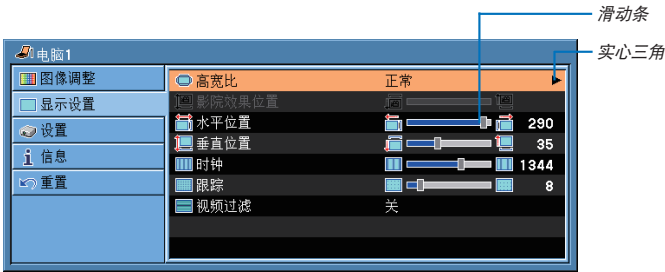 滑动条
电脑1
实心三角
图像调整
高宽比 正常
显示设置
影院效果位置
设置
水平位置 290
垂直位置 35
信息
时钟 1344
重置
跟踪 8
视频过滤 关